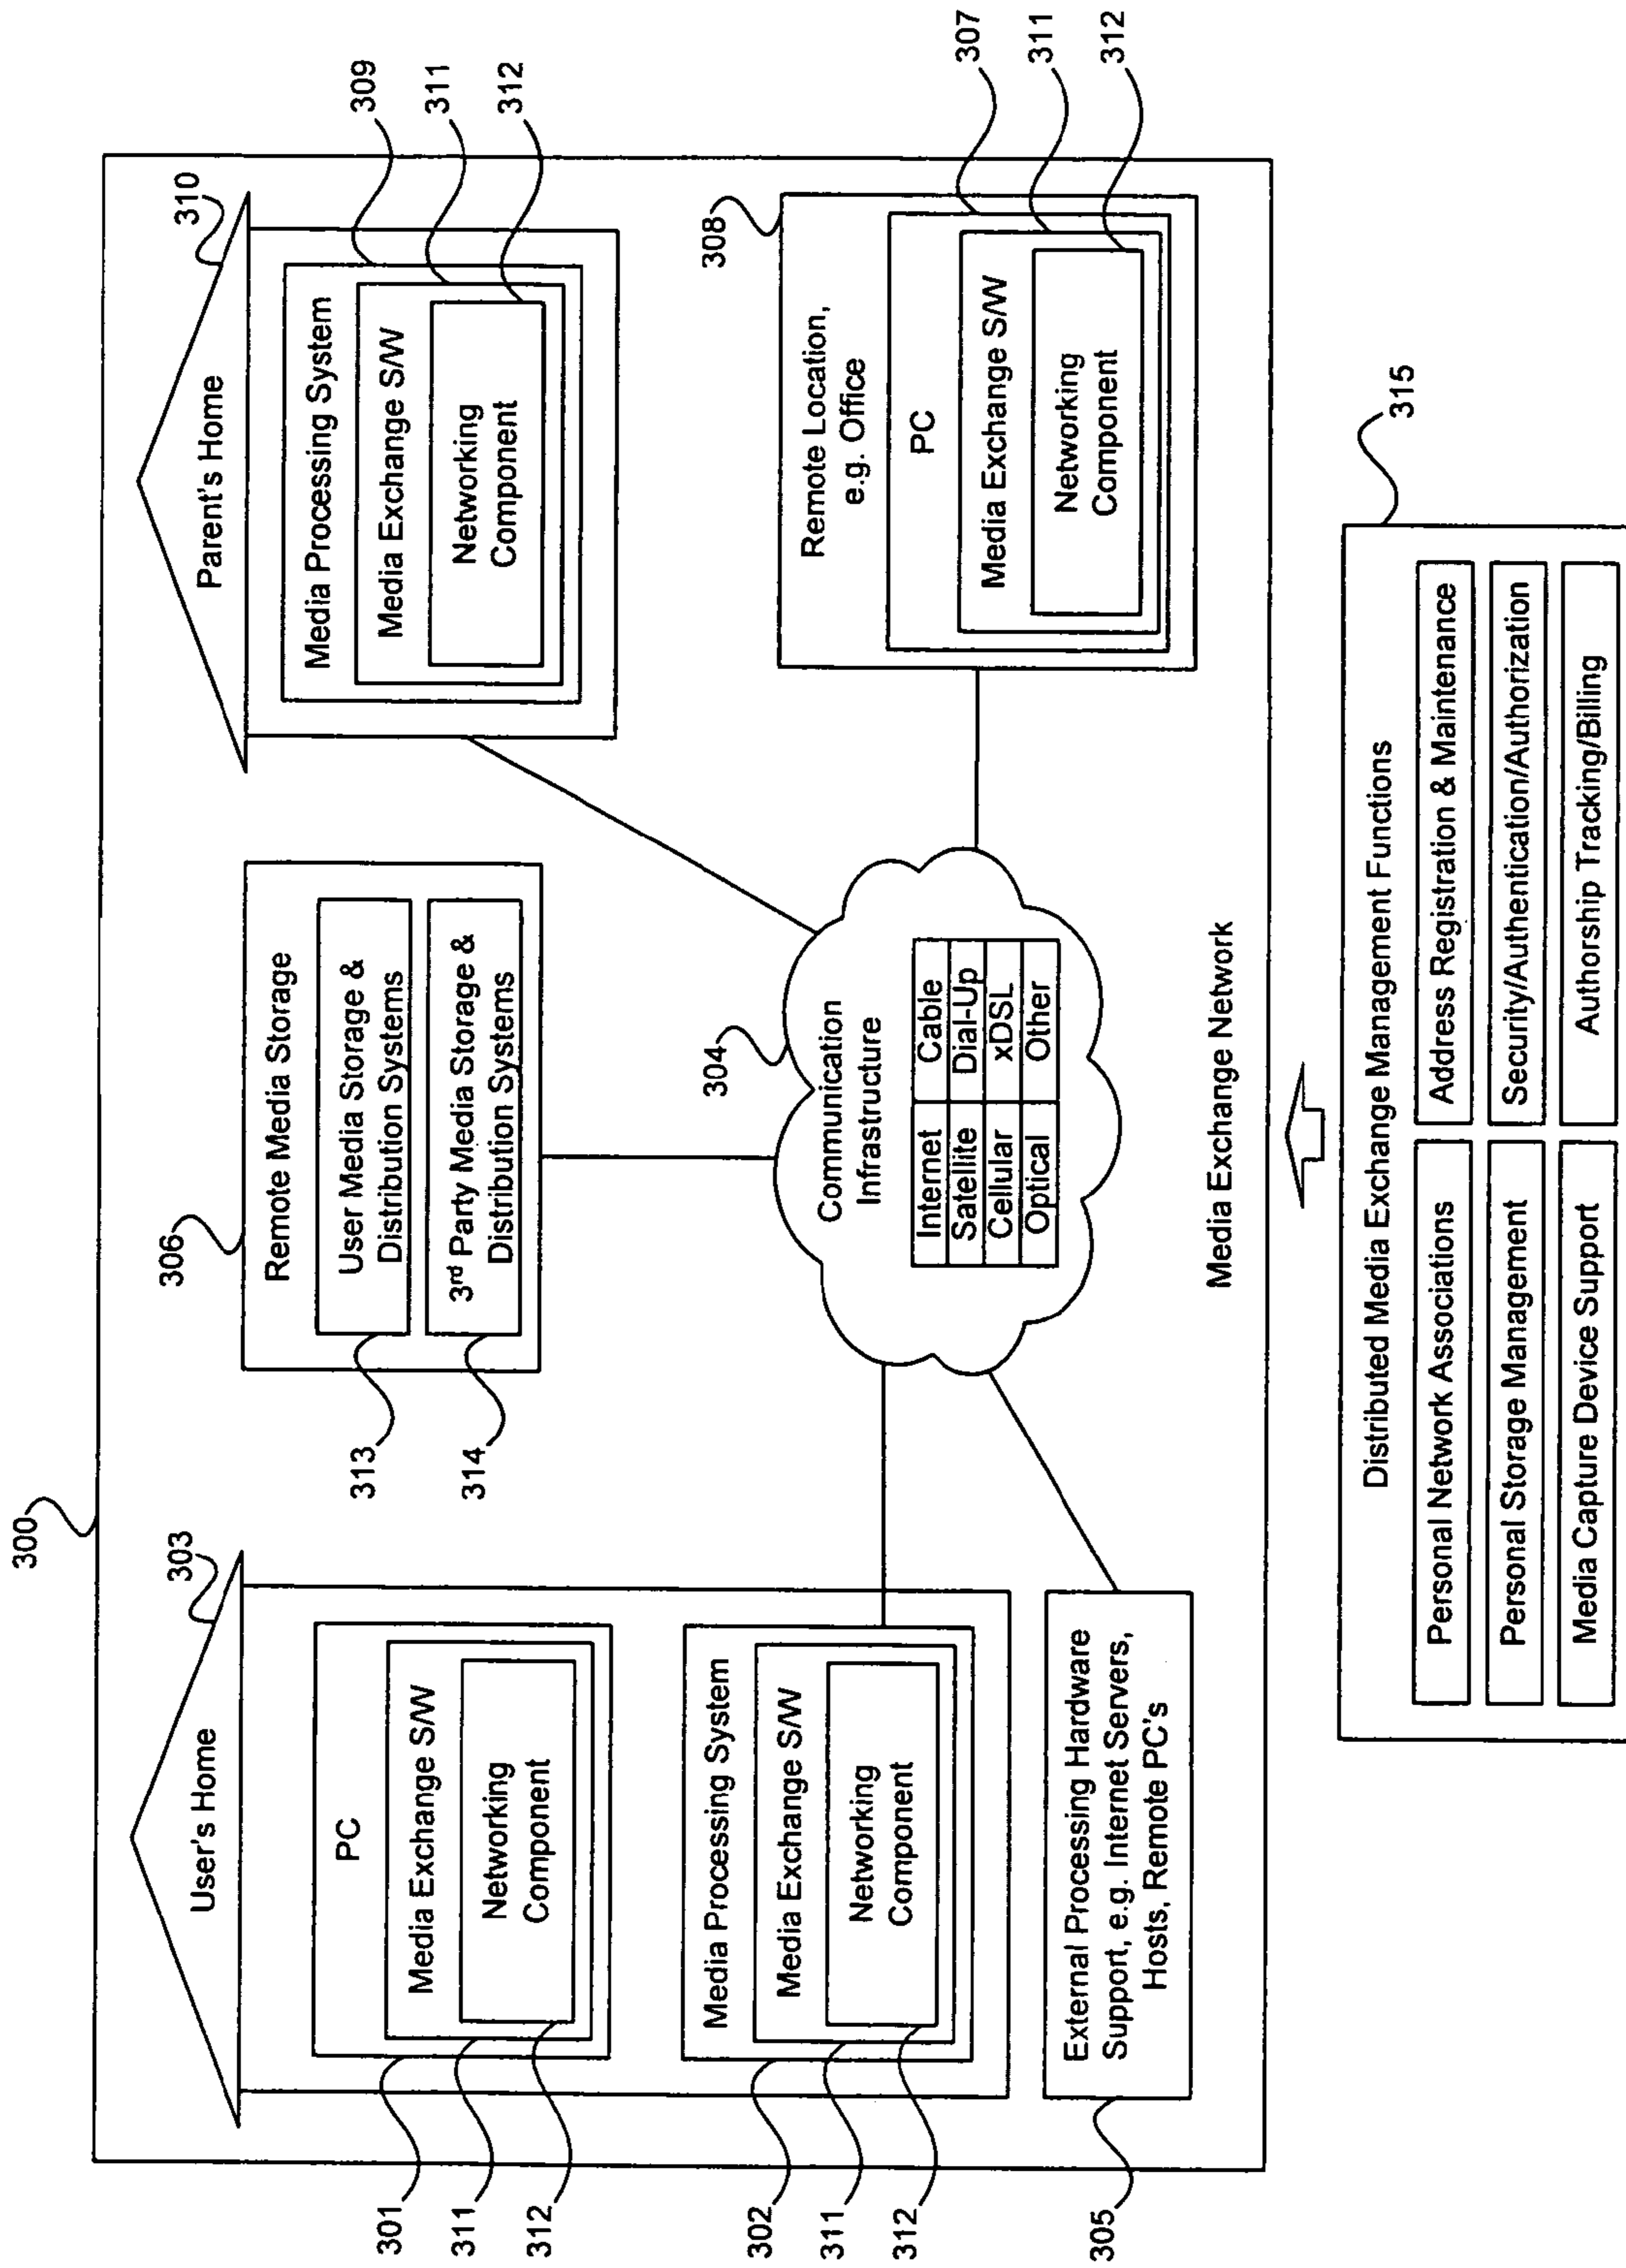 300
User's Home
303
PC
Media Exchange S/W
Networking
Component
301
311
312
Media Processing System
Media Exchange S/W
Networking
Component
302
311
312
External Processing Hardware
Support, e.g. Internet Servers,
Hosts, Remote PC's
305
306
Remote Media Storage
User Media Storage &
Distribution Systems
3rd Party Media Storage &
Distribution Systems
313
314
304
Communication
Infrastructure
Internet Cable
Satellite Dial-Up
Cellular xDSL
Optical Other
Parent's Home
310
Media Processing System
Media Exchange S/W
Networking
Component
309
311
312
308
Remote Location,
e.g. Office
PC
Media Exchange S/W
Networking
Component
307
311
312
Media Exchange Network
315
Distributed Media Exchange Management Functions
Personal Network Associations
Address Registration & Maintenance
Personal Storage Management
Security/Authentication/Authorization
Media Capture Device Support
Authorship Tracking/Billing